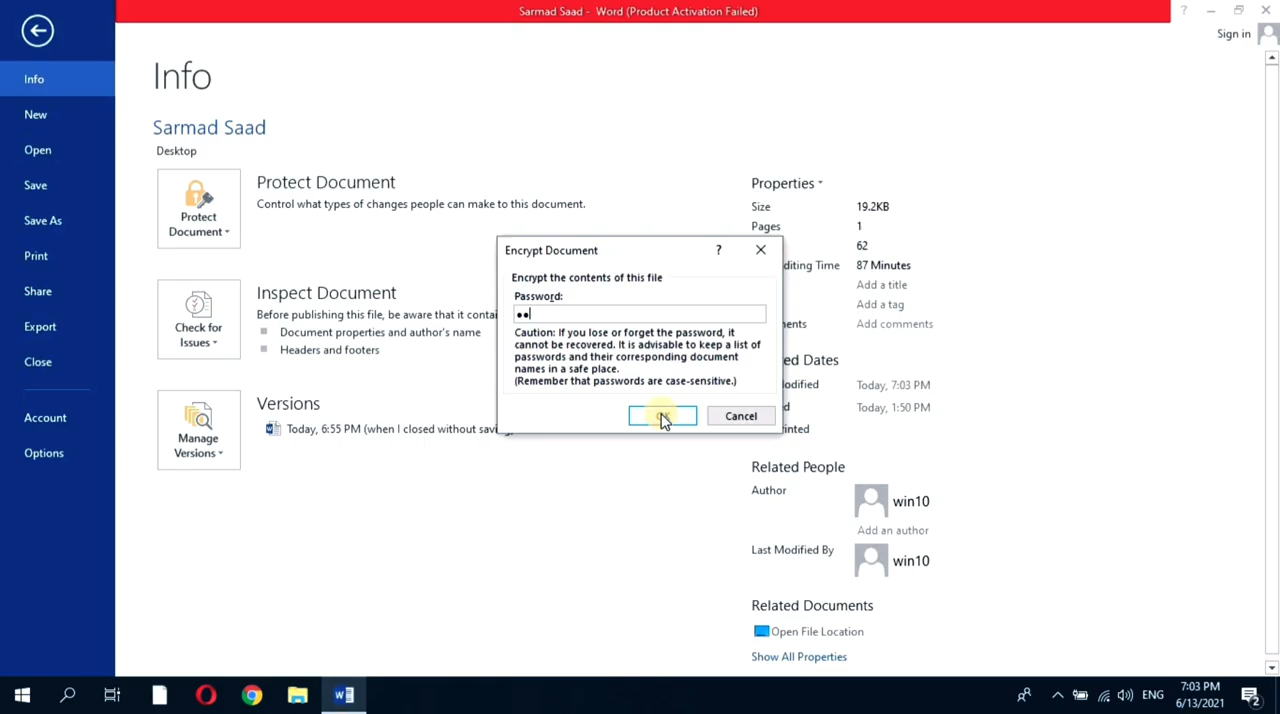 Sarmad Saad - Word (Product Activation Failed)
?
Sign in
Info
New
Open
Save
Save As
Print
Share
Export
Close
Account
Options
Info
Sarmad Saad
Desktop
Protect
Document
Protect Document
Control what types of changes people can make to this document.
Check for
Issues
Inspect Document
Before publishing this file, be aware that it conta
Document properties and author's name
Headers and footers
Manage
Versions
Versions
Today, 6:55 PM (when I closed without savi
Encrypt Document
?
Encrypt the contents of this file
Password:
Caution: If you lose or forget the password, it
cannot be recovered. It is advisable to keep a list of
passwords and their corresponding document
names in a safe place.
(Remember that passwords are case-sensitive.)
Cancel
Properties
Size 19.2KB
Pages 1
62
diting Time 87 Minutes
Add a title
Add a tag
ents Add comments
ed Dates
odified Today, 7:03 PM
d Today, 1:50 PM
inted
Related People
Author
win10
Add an author
Last Modified By
win10
Related Documents
Open File Location
Show All Properties
ENG
7:03 PM
6/13/2021
2